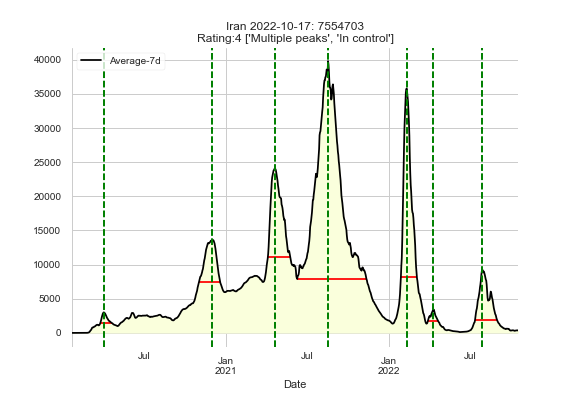 Iran 2022-10-17: 7554703
Rating:4 ['Multiple peaks', 'In control']
Average-7d
40000
35000
30000
25000
20000
15000
10000
5000
0
Jul
Jan
2021
Jul
Jan
2022
Jul
Date